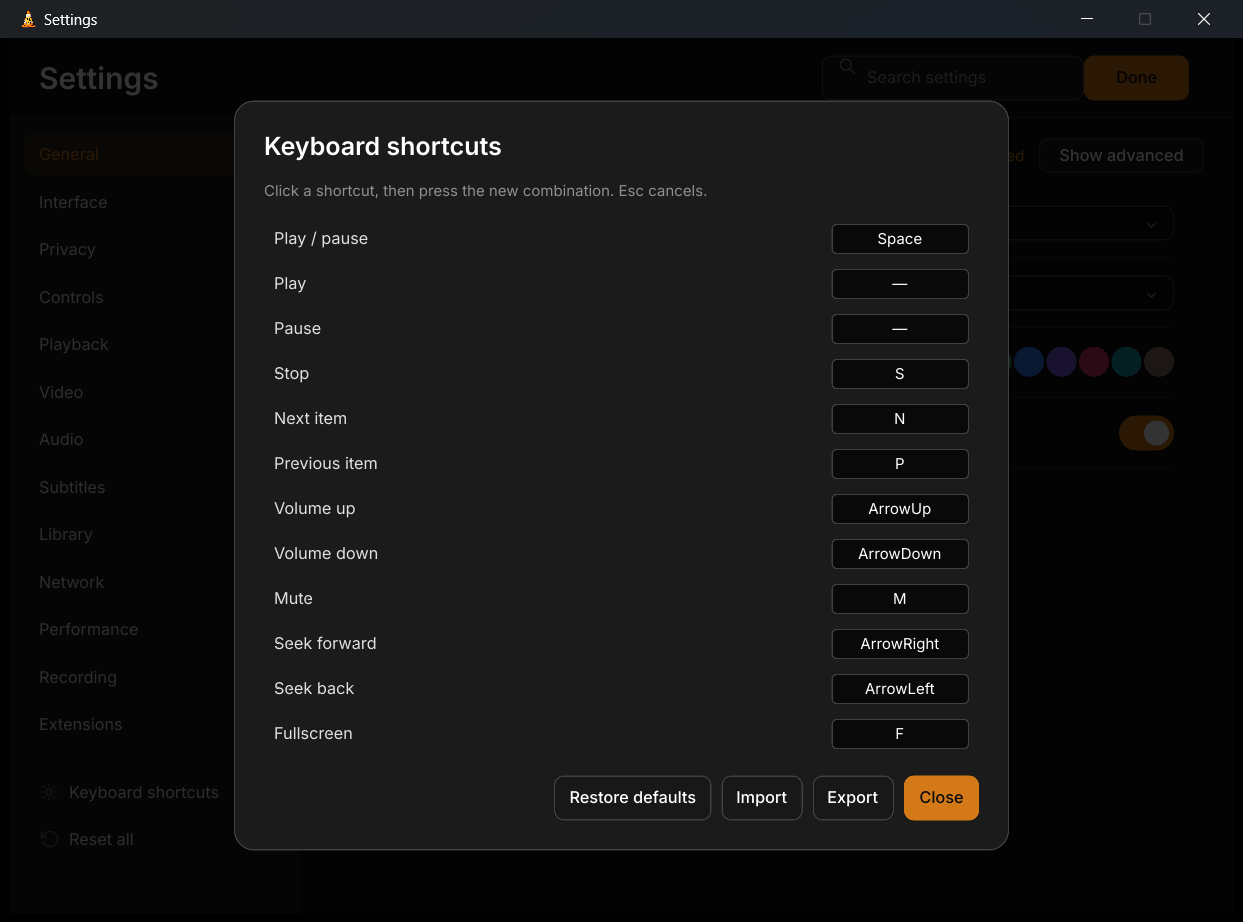 Settings
Settings
Search settings
Done
General
Interface
Privacy
Controls
Playback
Video
Audio
Subtitles
Library
Network
Performance
Recording
Extensions
Keyboard shortcuts
Reset all
ed
Show advanced
Keyboard shortcuts
Click a shortcut, then press the new combination. Esc cancels.
Play / pause Space
Play —
Pause —
Stop S
Next item N
Previous item P
Volume up ArrowUp
Volume down ArrowDown
Mute M
Seek forward ArrowRight
Seek back ArrowLeft
Fullscreen F
Restore defaults Import Export Close